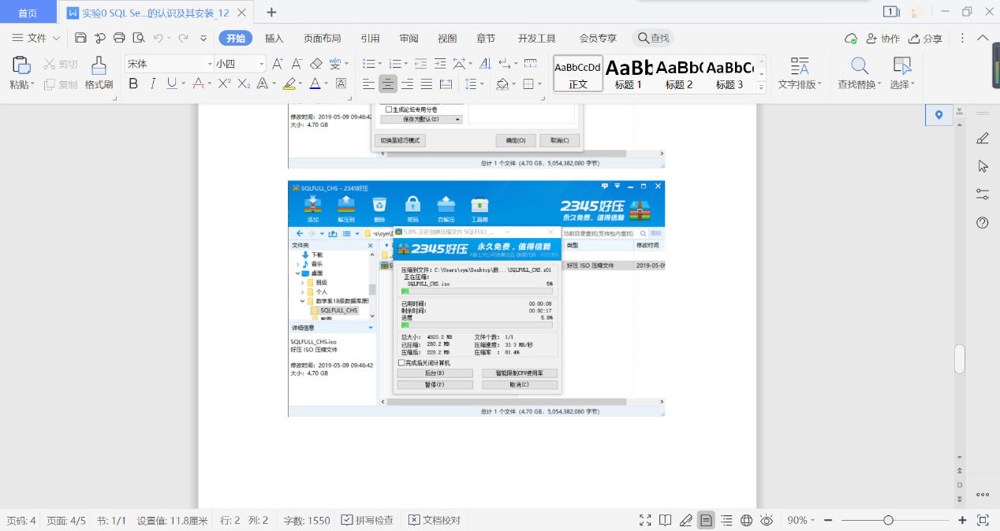 首页
实验0 SQL Se...的认识及其安装_12
1
文件
开始
插入
页面布局
引用
审阅
视图
章节
开发工具
会员专享
查找
协作
分享
粘贴
剪切
复制
格式刷
宋体
小四
AaBbCcDd
正文
AaBb
标题 1
AaBb(
标题 2
AaBbC
标题 3
文字排版
查找替换
选择
修改时间: 2019-05-09 09:46:42
大小: 4.70 GB
生成论坛专用分卷
保存为默认(S)
切换至轻巧模式
确定(O)
取消(C)
总计 1 个文件 (4.70 GB, 5,054,382,080 字节)
SQLFULL_CHS - 2345好压
添加
解压到
删除
密码
自解压
工具箱
2345好压
永久免费,值得信赖
当前目录查找(支持包内查找)
文件夹
下载
音乐
桌面
班级
个人
数学系18级数据库原
SQLFULL_CHS
详细信息
SQLFULL_CHS.iso
好压 ISO 压缩文件
修改时间: 2019-05-09 09:46:42
大小: 4.70 GB
类型
修改时间
好压 ISO 压缩文件
2019-05-09
5.8% 正在创建压缩文件 SQLFULL_...
2345好压
永久免费,值得信赖
压缩到文件: C:\Users\cym\Desktop\数...\SQLFULL_CHS.z01
正在压缩:
SQLFULL_CHS.iso 5%
已用时间: 00:00:08
剩余时间: 00:02:17
进度 5.8%
总大小: 4820.2 MB 文件个数: 1/1
已压缩: 280.2 MB 压缩速度: 33.3 MB/秒
压缩后: 228.2 MB 压缩率 : 81.4%
完成后关闭计算机
后台(B)
智能限制CPU使用率
暂停(P)
取消(C)
总计 1 个文件 (4.70 GB, 5,054,382,080 字节)
页码: 4
页面: 4/5
节: 1/1
设置值: 11.8厘米
行: 2
列: 2
字数: 1550
拼写检查
文档校对
90%